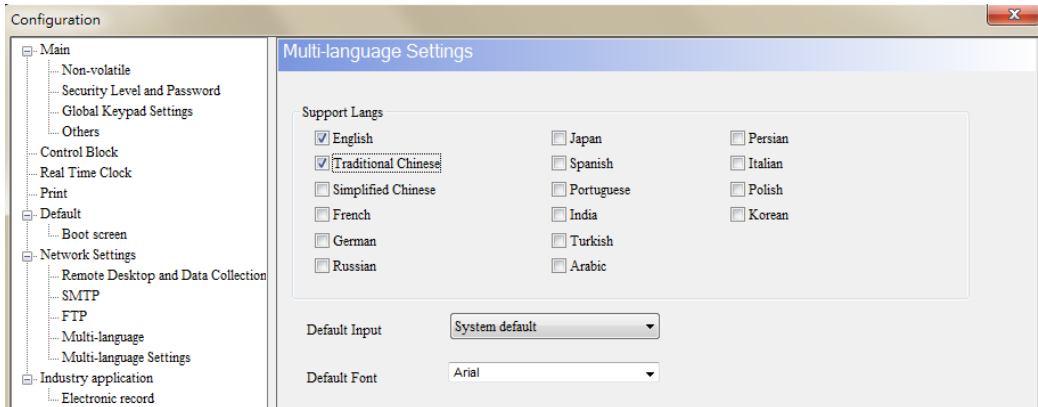 Configuration
Main
Non-volatile
Security Level and Password
Global Keypad Settings
Others
Control Block
Real Time Clock
Print
Default
Boot screen
Network Settings
Remote Desktop and Data Collection
SMTP
FTP
Multi-language
Multi-language Settings
Industry application
Electronic record
Multi-language Settings
Support Langs
English Japan Persian
Traditional Chinese Spanish Italian
Simplified Chinese Portuguese Polish
French India Korean
German Turkish
Russian Arabic
Default Input System default
Default Font Arial